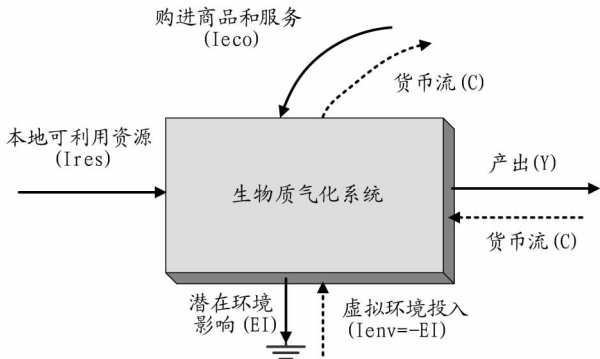 购进商品和服务
(Ieco)
货币流(C)
本地可利用资源
(Ires)
生物质气化系统
产出(Y)
货币流(C)
潜在环境
影响(EI)
虚拟环境投入
(Ienv=-EI)